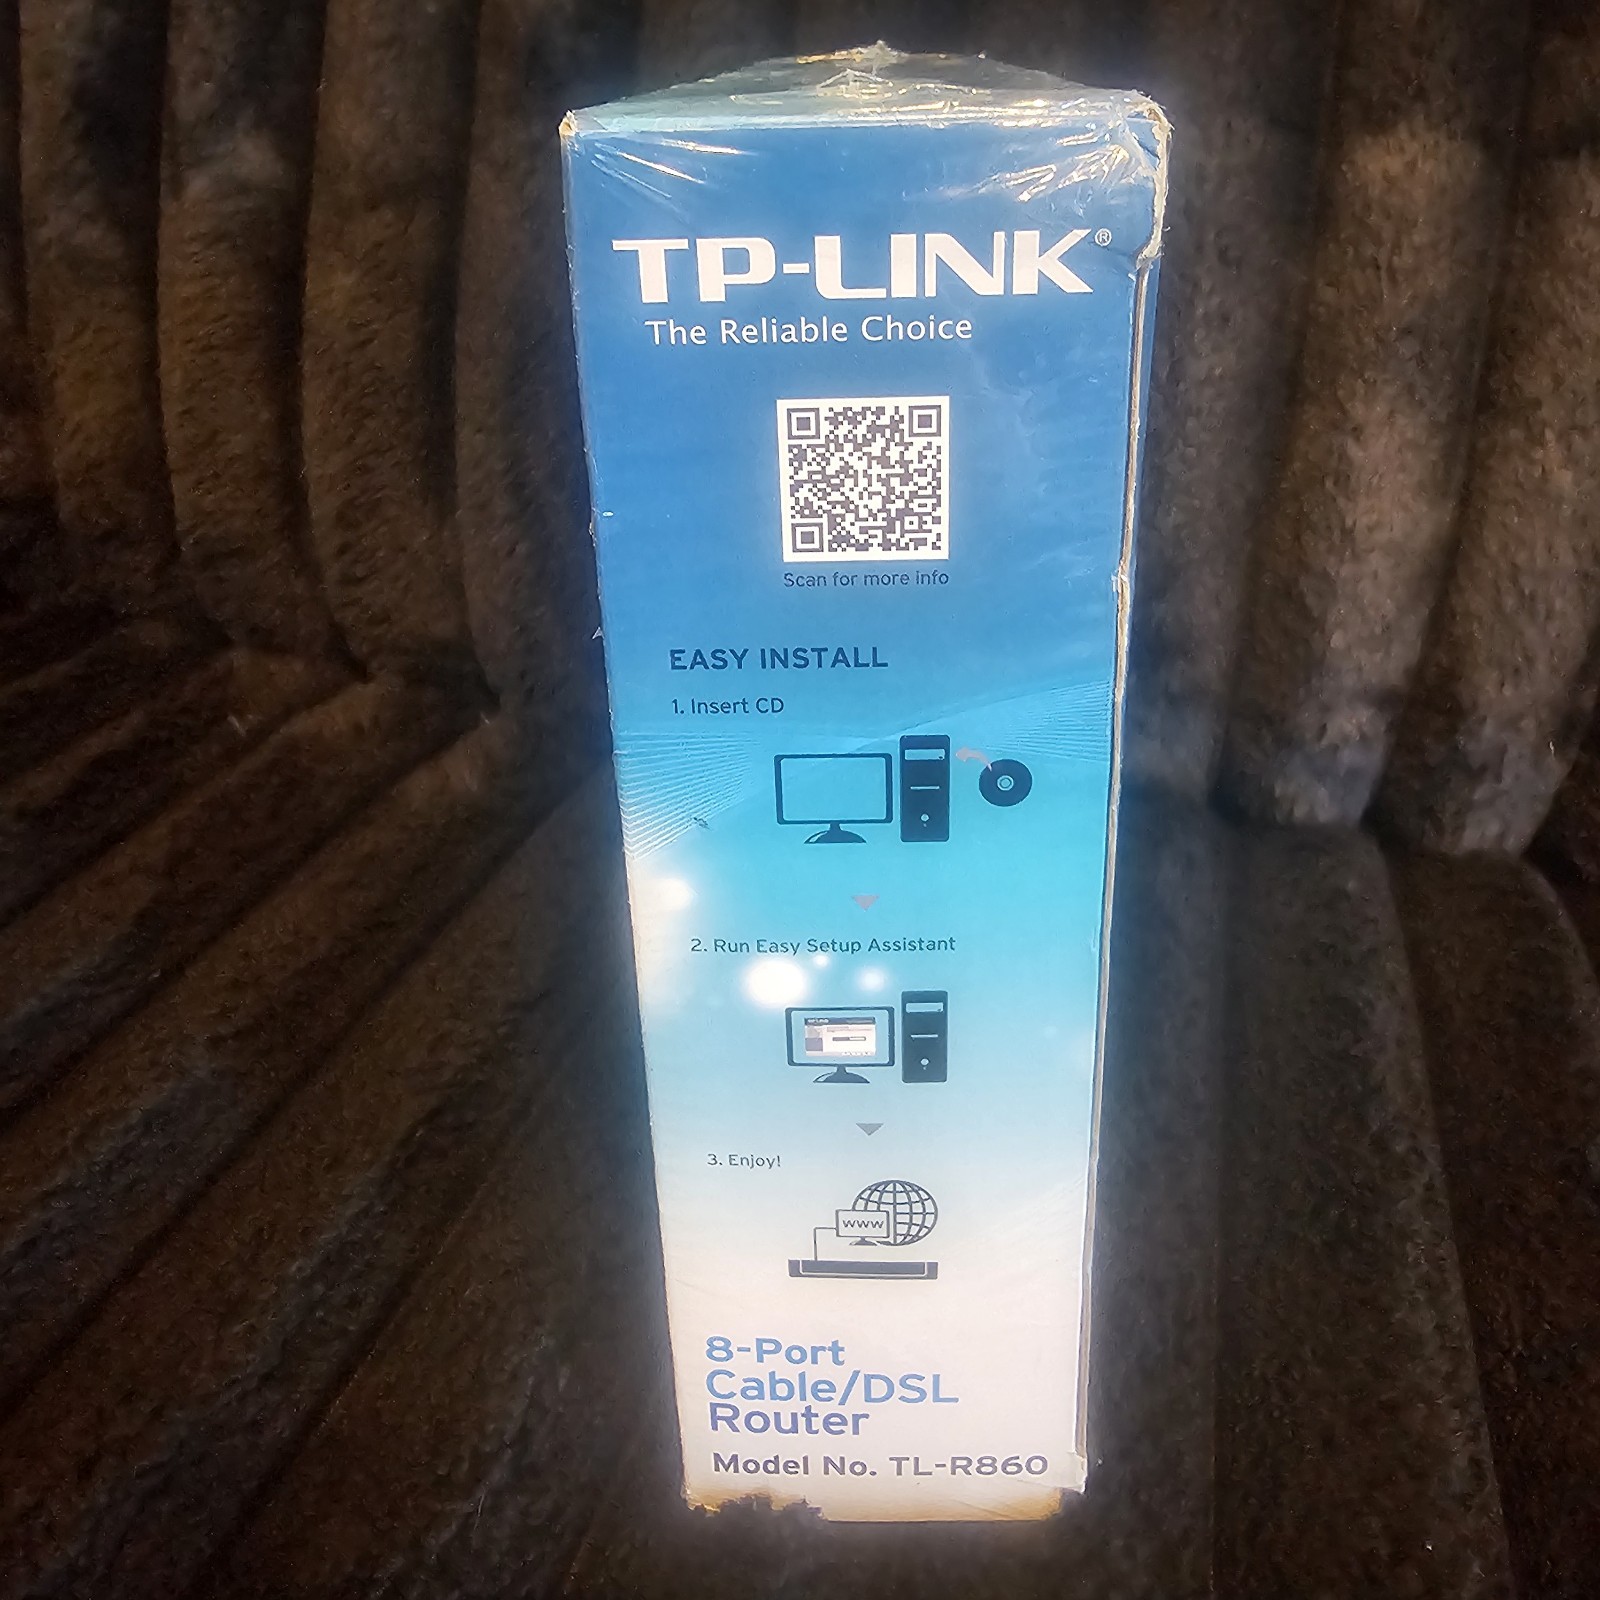 TP-LINK®
The Reliable Choice
Scan for more info
EASY INSTALL
1. Insert CD
2. Run Easy Setup Assistant
3. Enjoy!
www
8-Port
Cable/DSL
Router
Model No. TL-R860